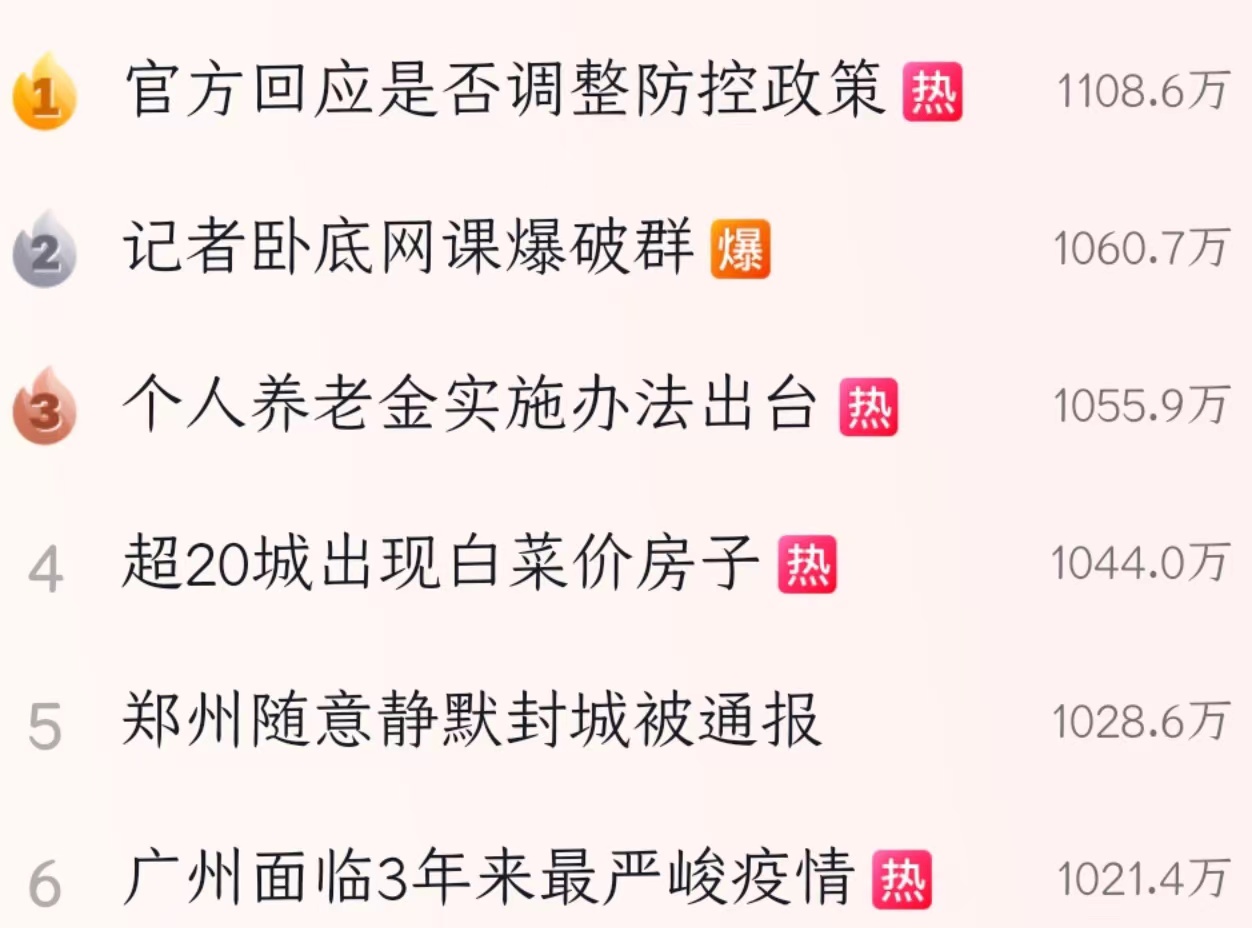 1 官方回应是否调整防控政策 热 1108.6万
2 记者卧底网课爆破群 爆 1060.7万
3 个人养老金实施办法出台 热 1055.9万
4 超20城出现白菜价房子 热 1044.0万
5 郑州随意静默封城被通报 1028.6万
6 广州面临3年来最严峻疫情 热 1021.4万